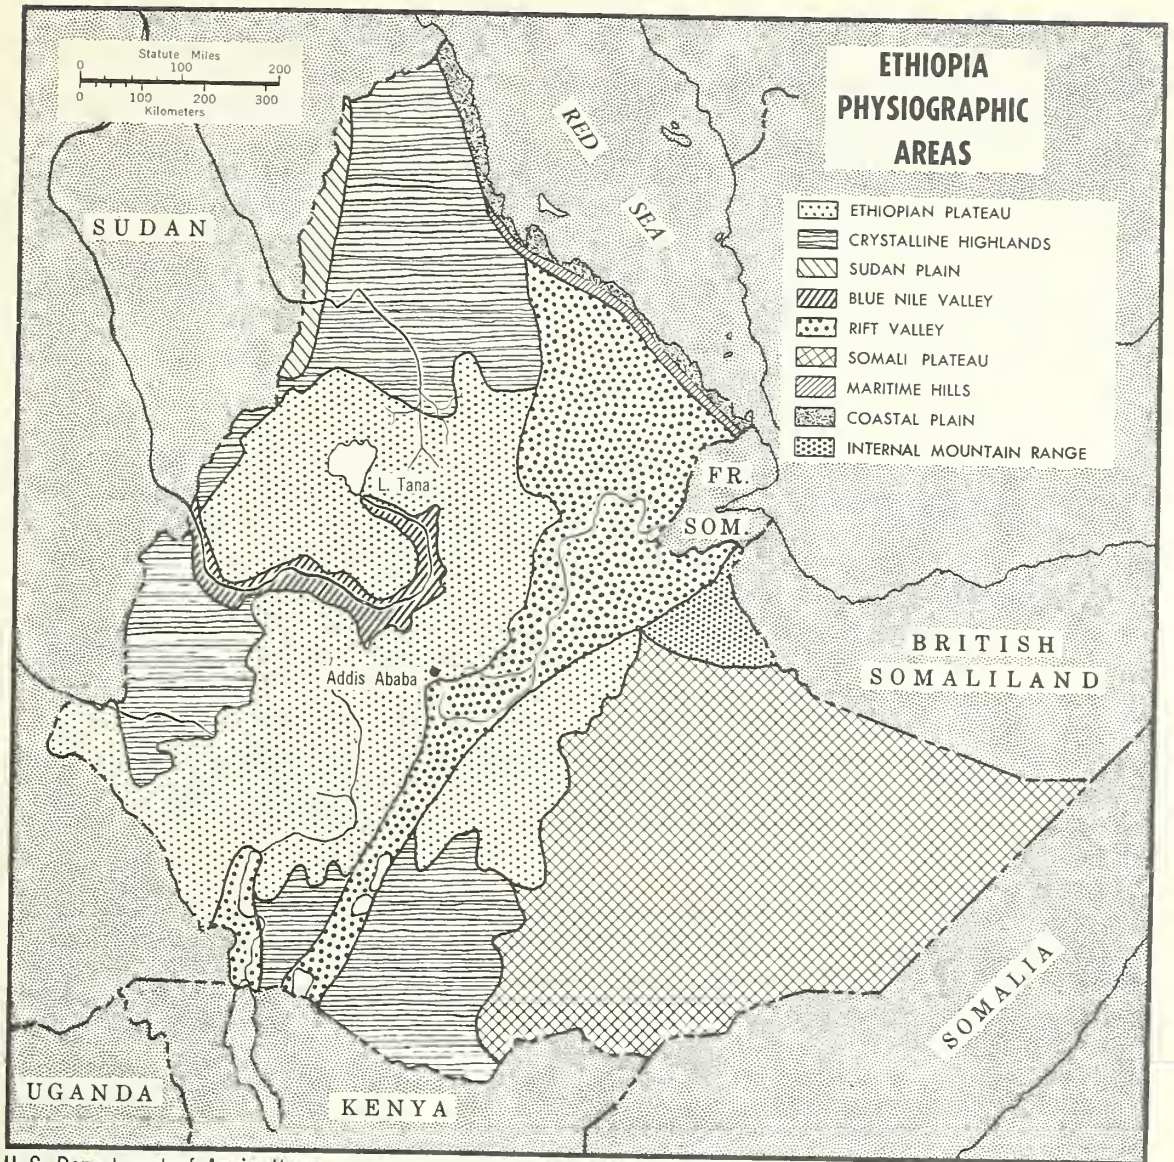 Statute Miles
0 100 200
0 100 200 300
Kilometers
ETHIOPIA
PHYSIOGRAPHIC
AREAS
ETHIOPIAN PLATEAU
CRYSTALLINE HIGHLANDS
SUDAN PLAIN
BLUE NILE VALLEY
RIFT VALLEY
SOMALI PLATEAU
MARITIME HILLS
COASTAL PLAIN
INTERNAL MOUNTAIN RANGE
RED
SEA
SUDAN
L. Tana
FR.
SOM.
BRITISH
SOMALILAND
Addis Ababa
SOMALIA
UGANDA
KENYA